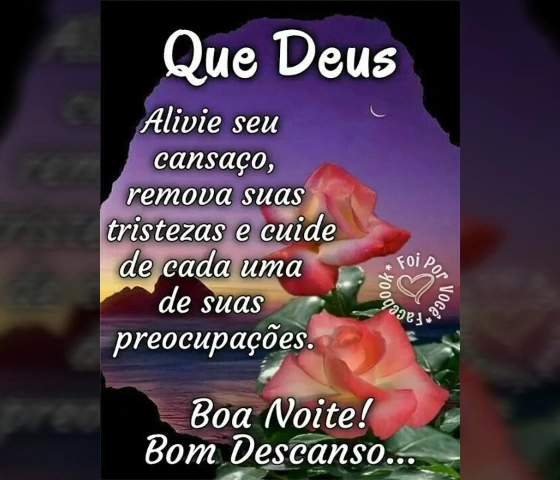 Que Deus
Alivie seu
cansaço,
remova suas
tristezas e cuide
de cada uma
de suas
preocupações.
Foi Por Você * Facebook *
Boa Noite!
Bom Descanso...